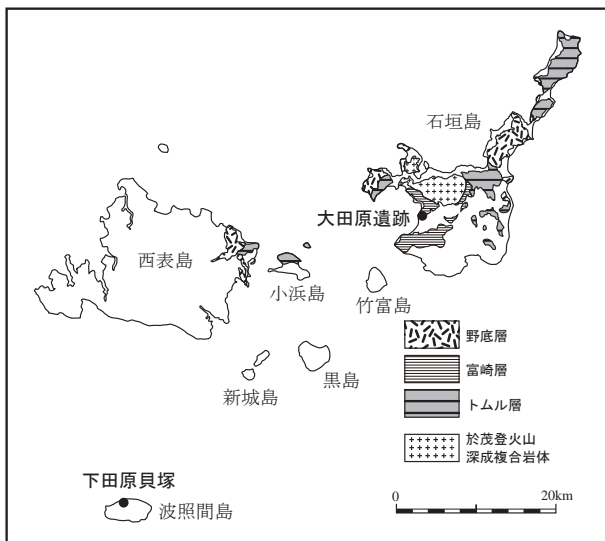 石垣島
大田原遺跡
西表島
小浜島
竹富島
野底層
富崎層
新城島
黒島
トムル層
於茂登火山
深成複合岩体
下田原貝塚
波照間島
0
20km